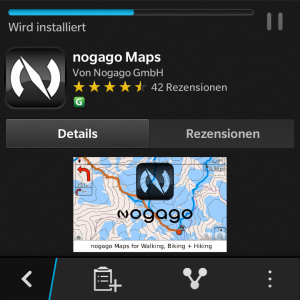 Wird installiert
nogago Maps
Von Nogago GmbH
42 Rezensionen
G
Details
Rezensionen
nogago
nogago Maps for Walking, Biking + Hiking